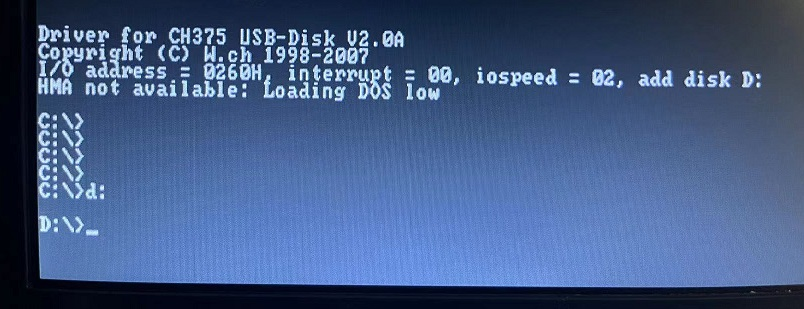 Driver for CH375 USB-Disk V2.0A
Copyright (C) W.ch 1998-2007
I/O address = 0260H, interrupt = 00, iospeed = 02, add disk D:
HMA not available: Loading DOS low
C:\>
C:\>
C:\>
C:\>
C:\>d:
D:\>_